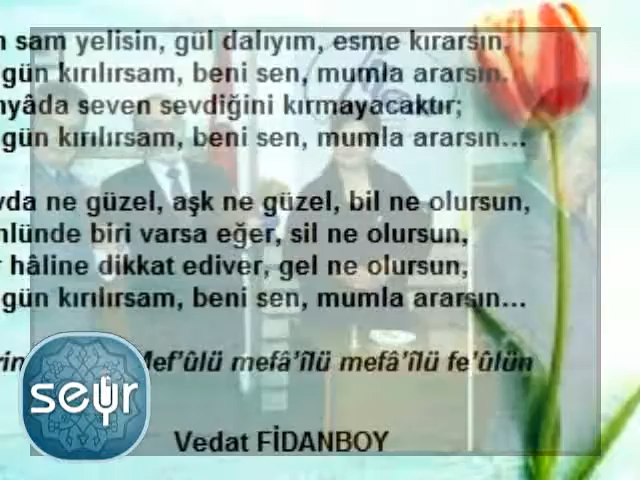 sam yelisin, gül dalıyım, esme kırarsın,
gün kırılırsam, beni sen, mumla ararsın.
seven sevdiğini kırmayacaktır;
gün kırılırsam, beni sen, mumla ararsın...
ne güzel, aşk ne güzel, bil ne olursun,
biri varsa eğer, sil ne olursun,
hâline dikkat ediver, gel ne olursun,
gün kırılırsam, beni sen, mumla ararsın...
Mef'ûlü mefâ'îlü mefâ'îlü fe'ûlün
seyr
Vedat FİDANBOY